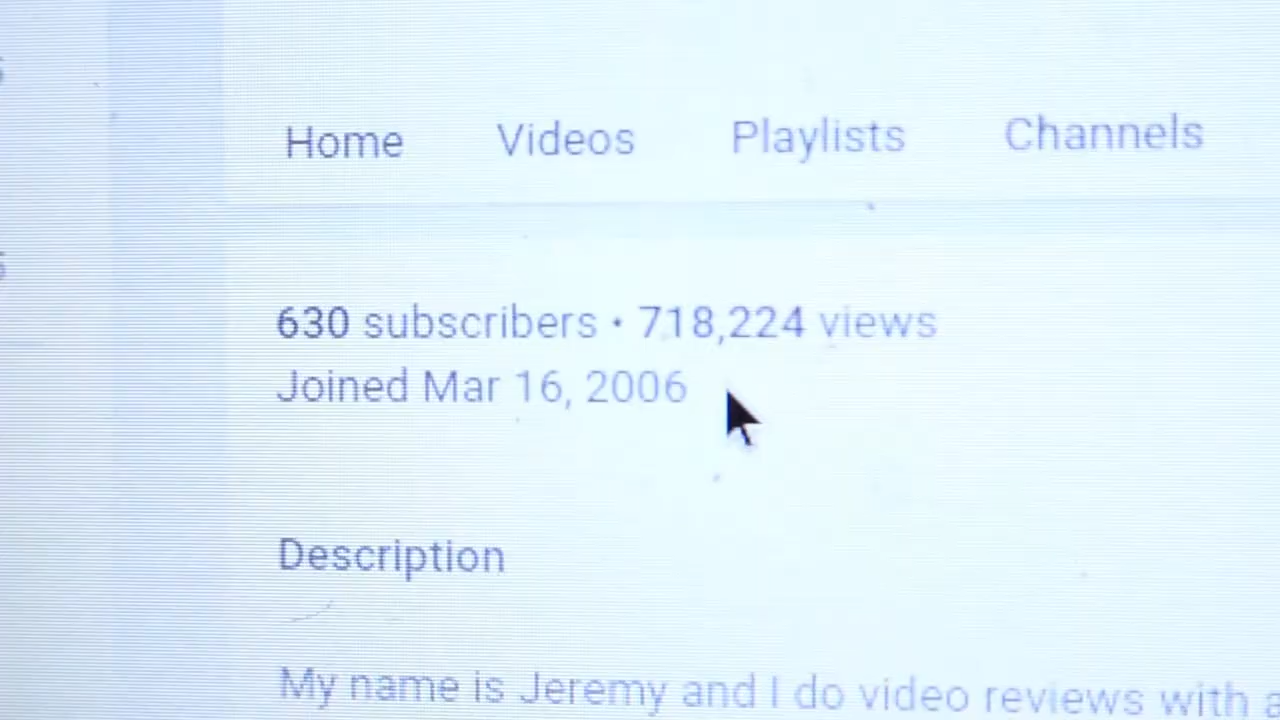 Home Videos Playlists Channels
630 subscribers • 718,224 views
Joined Mar 16, 2006
Description
My name is Jeremy and I do video reviews with a